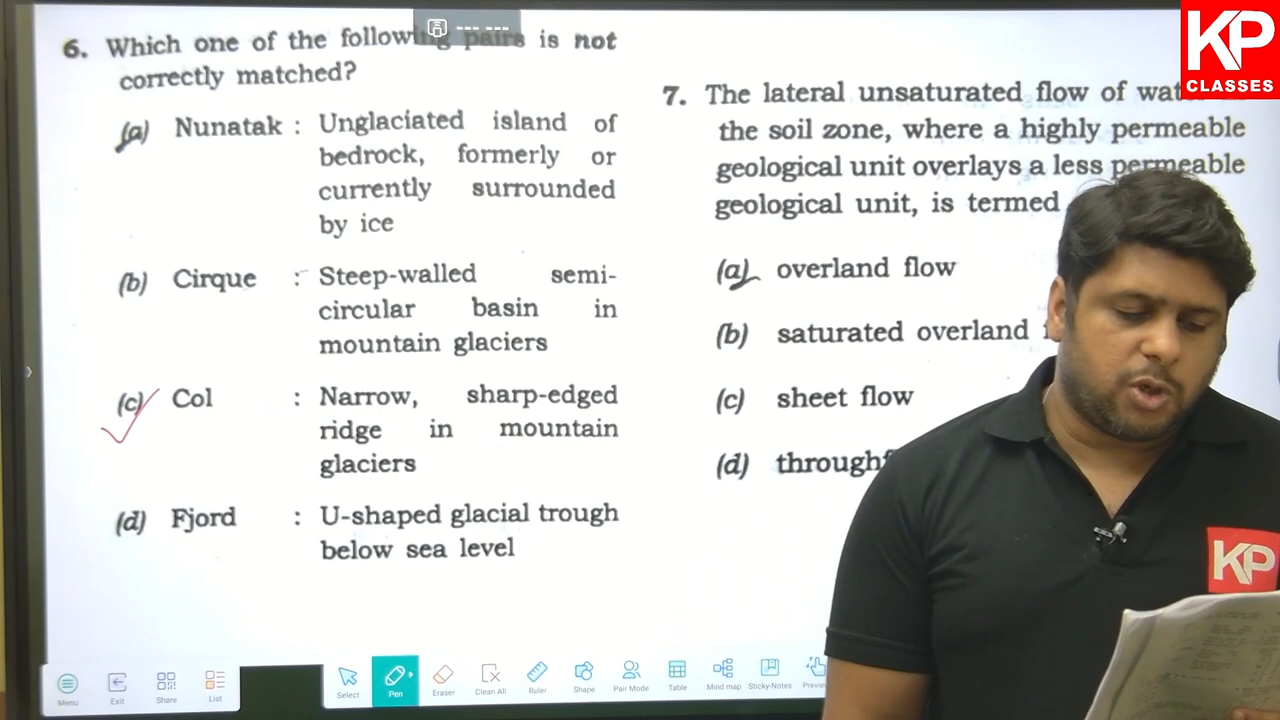 6. Which one of the following pairs is not
correctly matched?
(a) Nunatak : Unglaciated island of
bedrock, formerly or
currently surrounded
by ice
(b) Cirque : Steep-walled semi-
circular basin in
mountain glaciers
(c) Col : Narrow, sharp-edged
ridge in mountain
glaciers
(d) Fjord : U-shaped glacial trough
below sea level
7. The lateral unsaturated flow of
the soil zone, where a highly permeable
geological unit overlays a less permeable
geological unit, is termed
(a) overland flow
(b) saturated overland
(c) sheet flow
(d)
KP
CLASSES
KP
Menu Exit Share List
Select Pen Eraser Clean All Ruler Shape Pair Mode Table Mind map Sticky-Notes